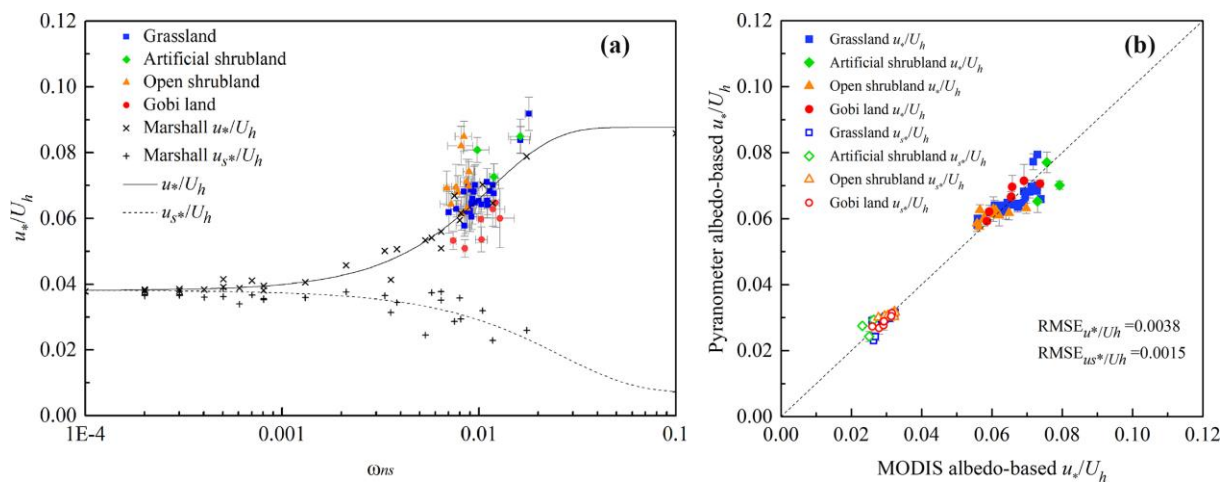 (a)
Grassland
Artificial shrubland
Open shrubland
Gobi land
Marshall u*/Uh
Marshall us*/Uh
u*/Uh
us*/Uh
u*/Uh
0.12
0.10
0.08
0.06
0.04
0.02
0.00
1E-4
0.001
0.01
0.1
ωns
(b)
Grassland u*/Uh
Artificial shrubland u*/Uh
Open shrubland u*/Uh
Gobi land u*/Uh
Grassland us*/Uh
Artificial shrubland us*/Uh
Open shrubland us*/Uh
Gobi land us*/Uh
RMSEu*/Uh =0.0038
RMSEus*/Uh =0.0015
Pyranometer albedo-based u*/Uh
0.12
0.10
0.08
0.06
0.04
0.02
0.00
0.00
0.02
0.04
0.06
0.08
0.10
0.12
MODIS albedo-based u*/Uh